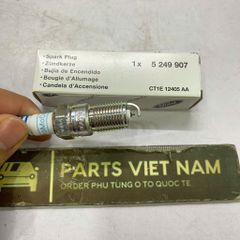 · Spark Plug
· Zündkerze
· Bujia de Encendido
· Bougie d'Allumage
· Candela d'Accensione
1x 5 249 907
CT1E 12405 AA
PARTS VIET NAM
ORDER PHU TUNG O TO QUOC TE